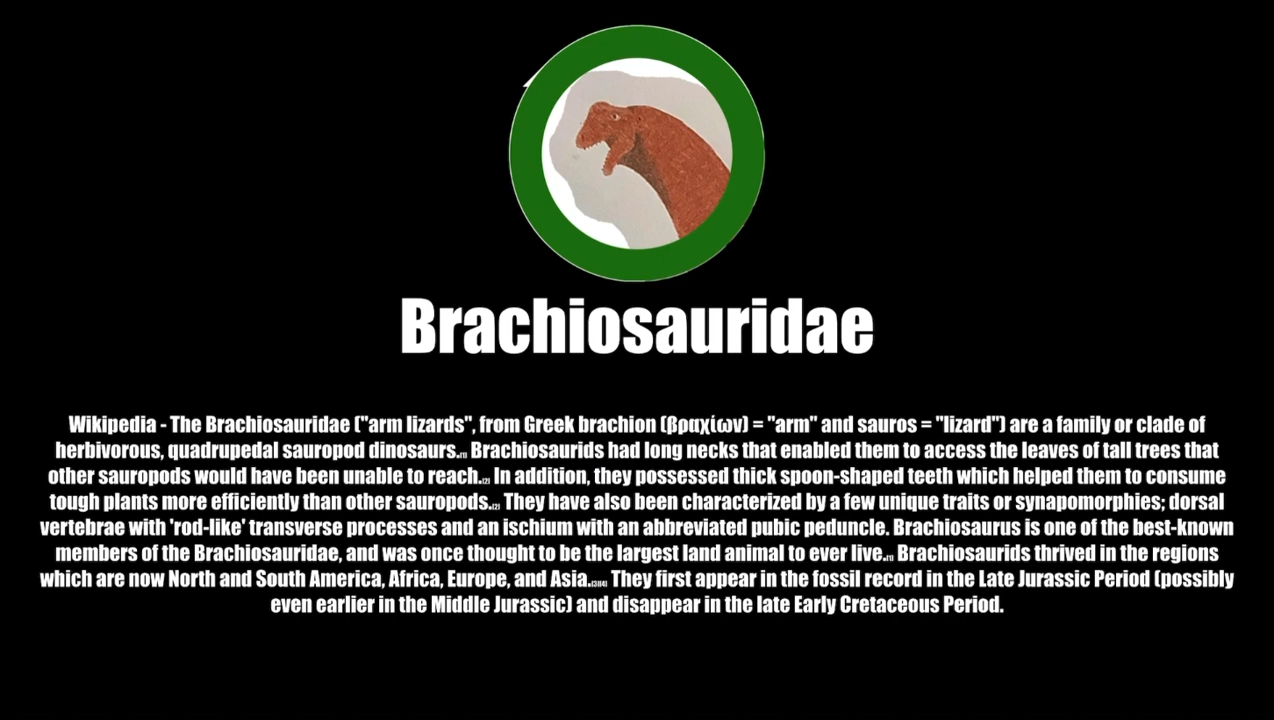 Brachiosauridae
Wikipedia - The Brachiosauridae ("arm lizards", from Greek brachion (βραχίων) = "arm" and sauros = "lizard") are a family or clade of
herbivorous, quadrupedal sauropod dinosaurs.[1] Brachiosaurids had long necks that enabled them to access the leaves of tall trees that
other sauropods would have been unable to reach.[2] In addition, they possessed thick spoon-shaped teeth which helped them to consume
tough plants more efficiently than other sauropods.[2] They have also been characterized by a few unique traits or synapomorphies; dorsal
vertebrae with 'rod-like' transverse processes and an ischium with an abbreviated pubic peduncle. Brachiosaurus is one of the best-known
members of the Brachiosauridae, and was once thought to be the largest land animal to ever live.[1] Brachiosaurids thrived in the regions
which are now North and South America, Africa, Europe, and Asia.[3][4] They first appear in the fossil record in the Late Jurassic Period (possibly
even earlier in the Middle Jurassic) and disappear in the late Early Cretaceous Period.